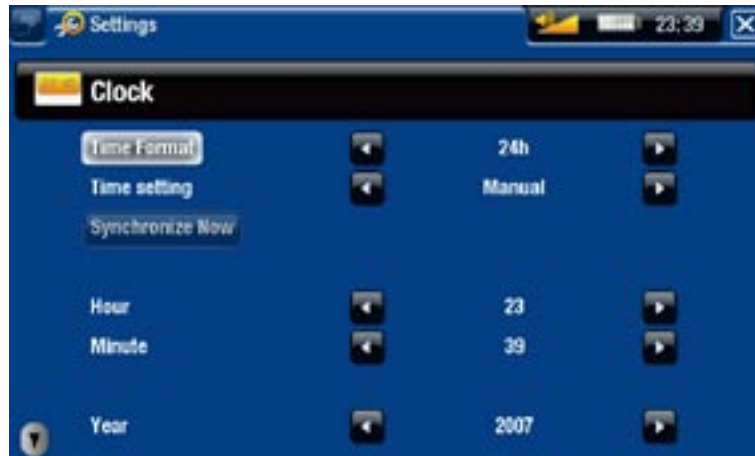 Settings 23:39
Clock
Time Format 24h
Time setting Manual
Synchronize Now
Hour 23
Minute 39
Year 2007